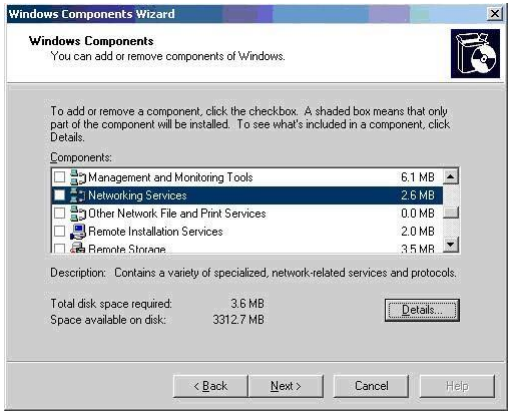 Windows Components Wizard
Windows Components
You can add or remove components of Windows.
To add or remove a component, click the checkbox. A shaded box means that only
part of the component will be installed. To see what's included in a component, click
Details.
Components:
Management and Monitoring Tools 6.1 MB
Networking Services 2.6 MB
Other Network File and Print Services 0.0 MB
Remote Installation Services 2.0 MB
Remote Storage 3.5 MB
Description: Contains a variety of specialized, network-related services and protocols.
Total disk space required: 3.6 MB
Space available on disk: 3312.7 MB
Details...
< Back Next > Cancel Help